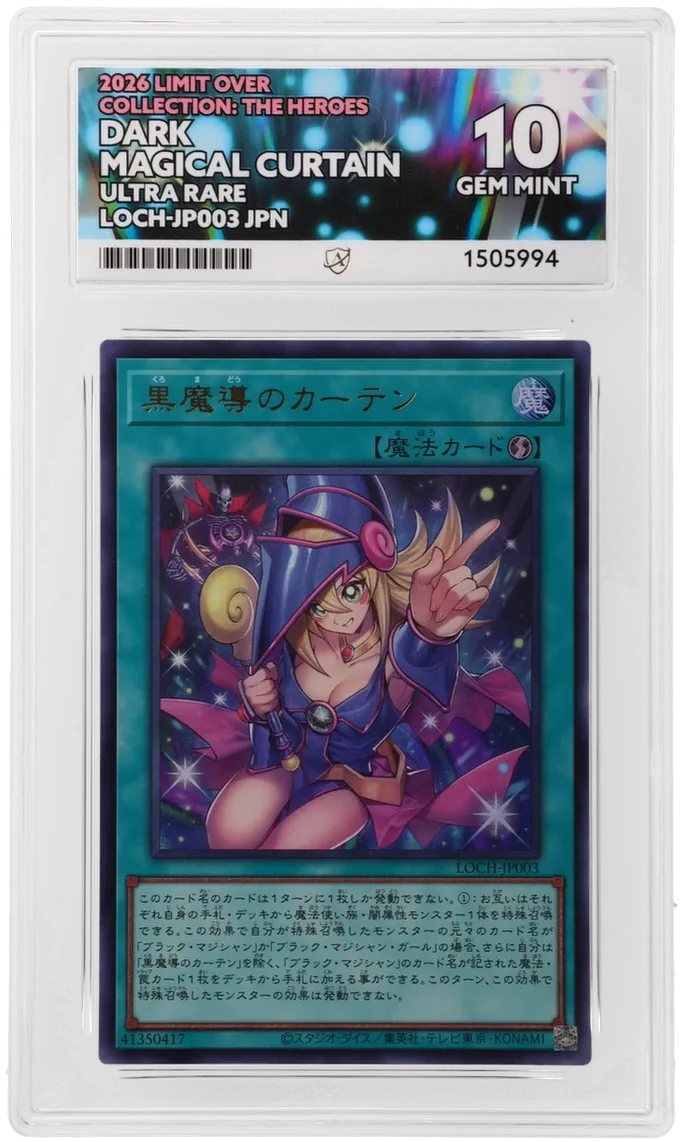 2026 LIMIT OVER
COLLECTION: THE HEROES
DARK
MAGICAL CURTAIN
ULTRA RARE
LOCH-JP003 JPN
10
GEM MINT
1505994
黒魔導のカーテン
魔
【魔法カード】
LOCH-JP003
このカード名のカードは1ターンに1枚しか発動できない。①:お互いはそれ
ぞれ自身の手札・デッキから魔法使い族・闇属性モンスター1体を特殊召喚
できる。この効果で自分が特殊召喚したモンスターの元々のカード名が
「ブラック・マジシャン」か「ブラック・マジシャン・ガール」の場合、さらに自分は
「黒魔導のカーテン」を除く、「ブラック・マジシャン」のカード名が記された魔法・
罠カード1枚をデッキから手札に加える事ができる。このターン、この効果で
特殊召喚したモンスターの効果は発動できない。
41350417
©スタジオ・ダイス/集英社・テレビ東京・KONAMI